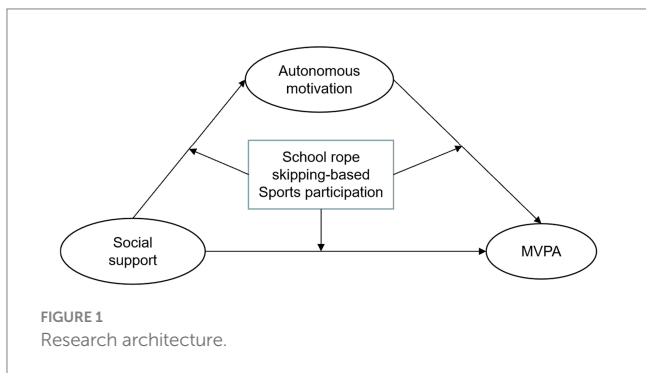 Autonomous
motivation
School rope
skipping-based
Sports participation
Social
support
MVPA
FIGURE 1
Research architecture.